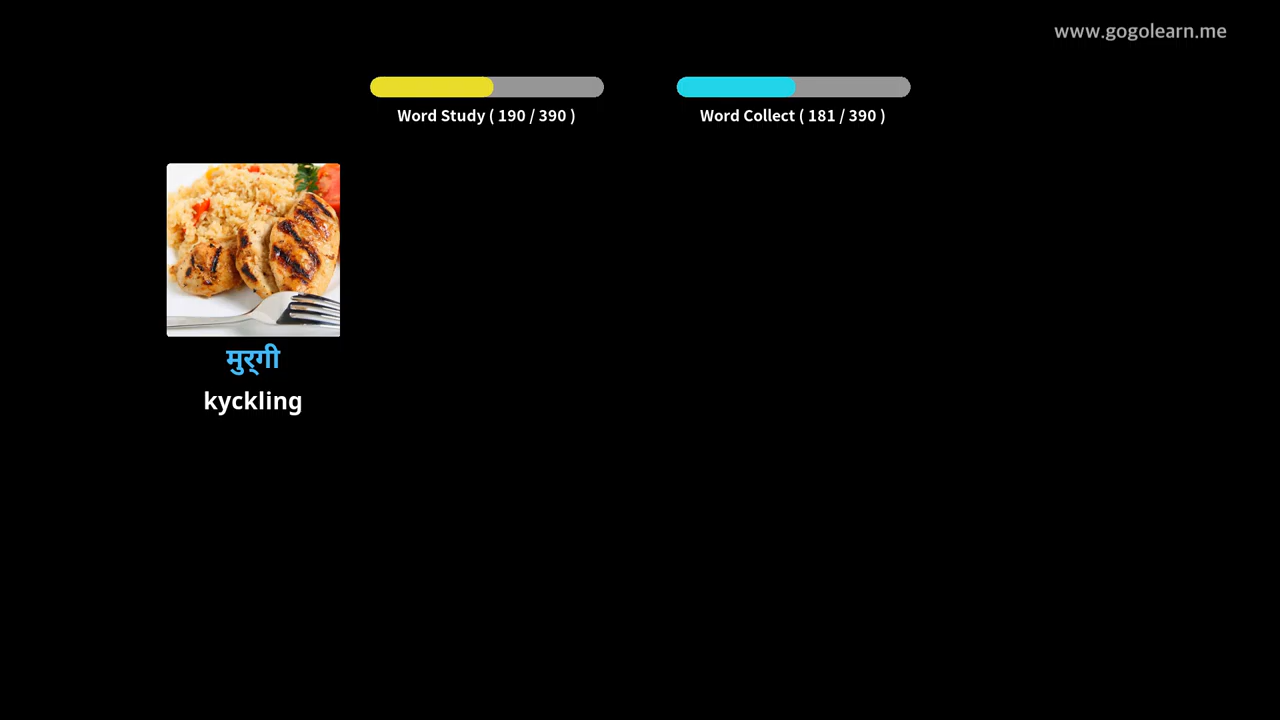 www.gogolearn.me
Word Study ( 190 / 390 )
Word Collect ( 181 / 390 )
मुर्‌गी
kyckling